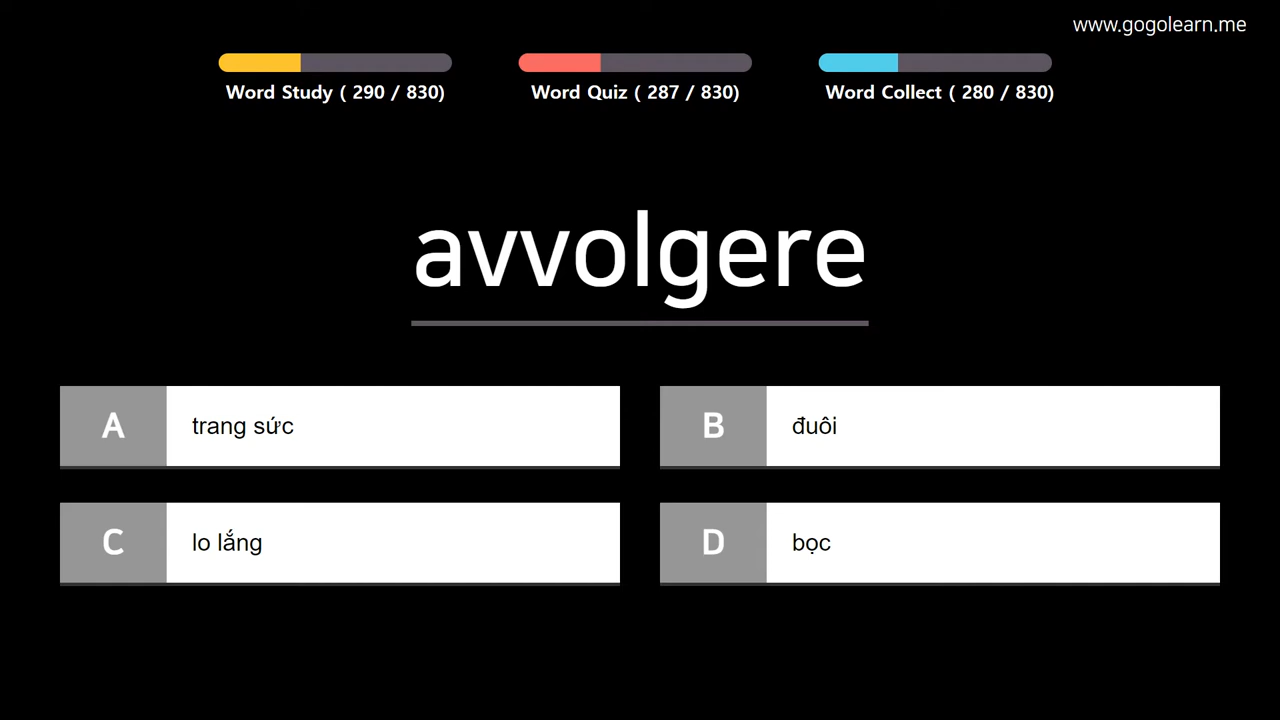 www.gogolearn.me
Word Study ( 290 / 830)
Word Quiz ( 287 / 830)
Word Collect ( 280 / 830)
avvolgere
A trang sức
B đuôi
C lo lắng
D bọc